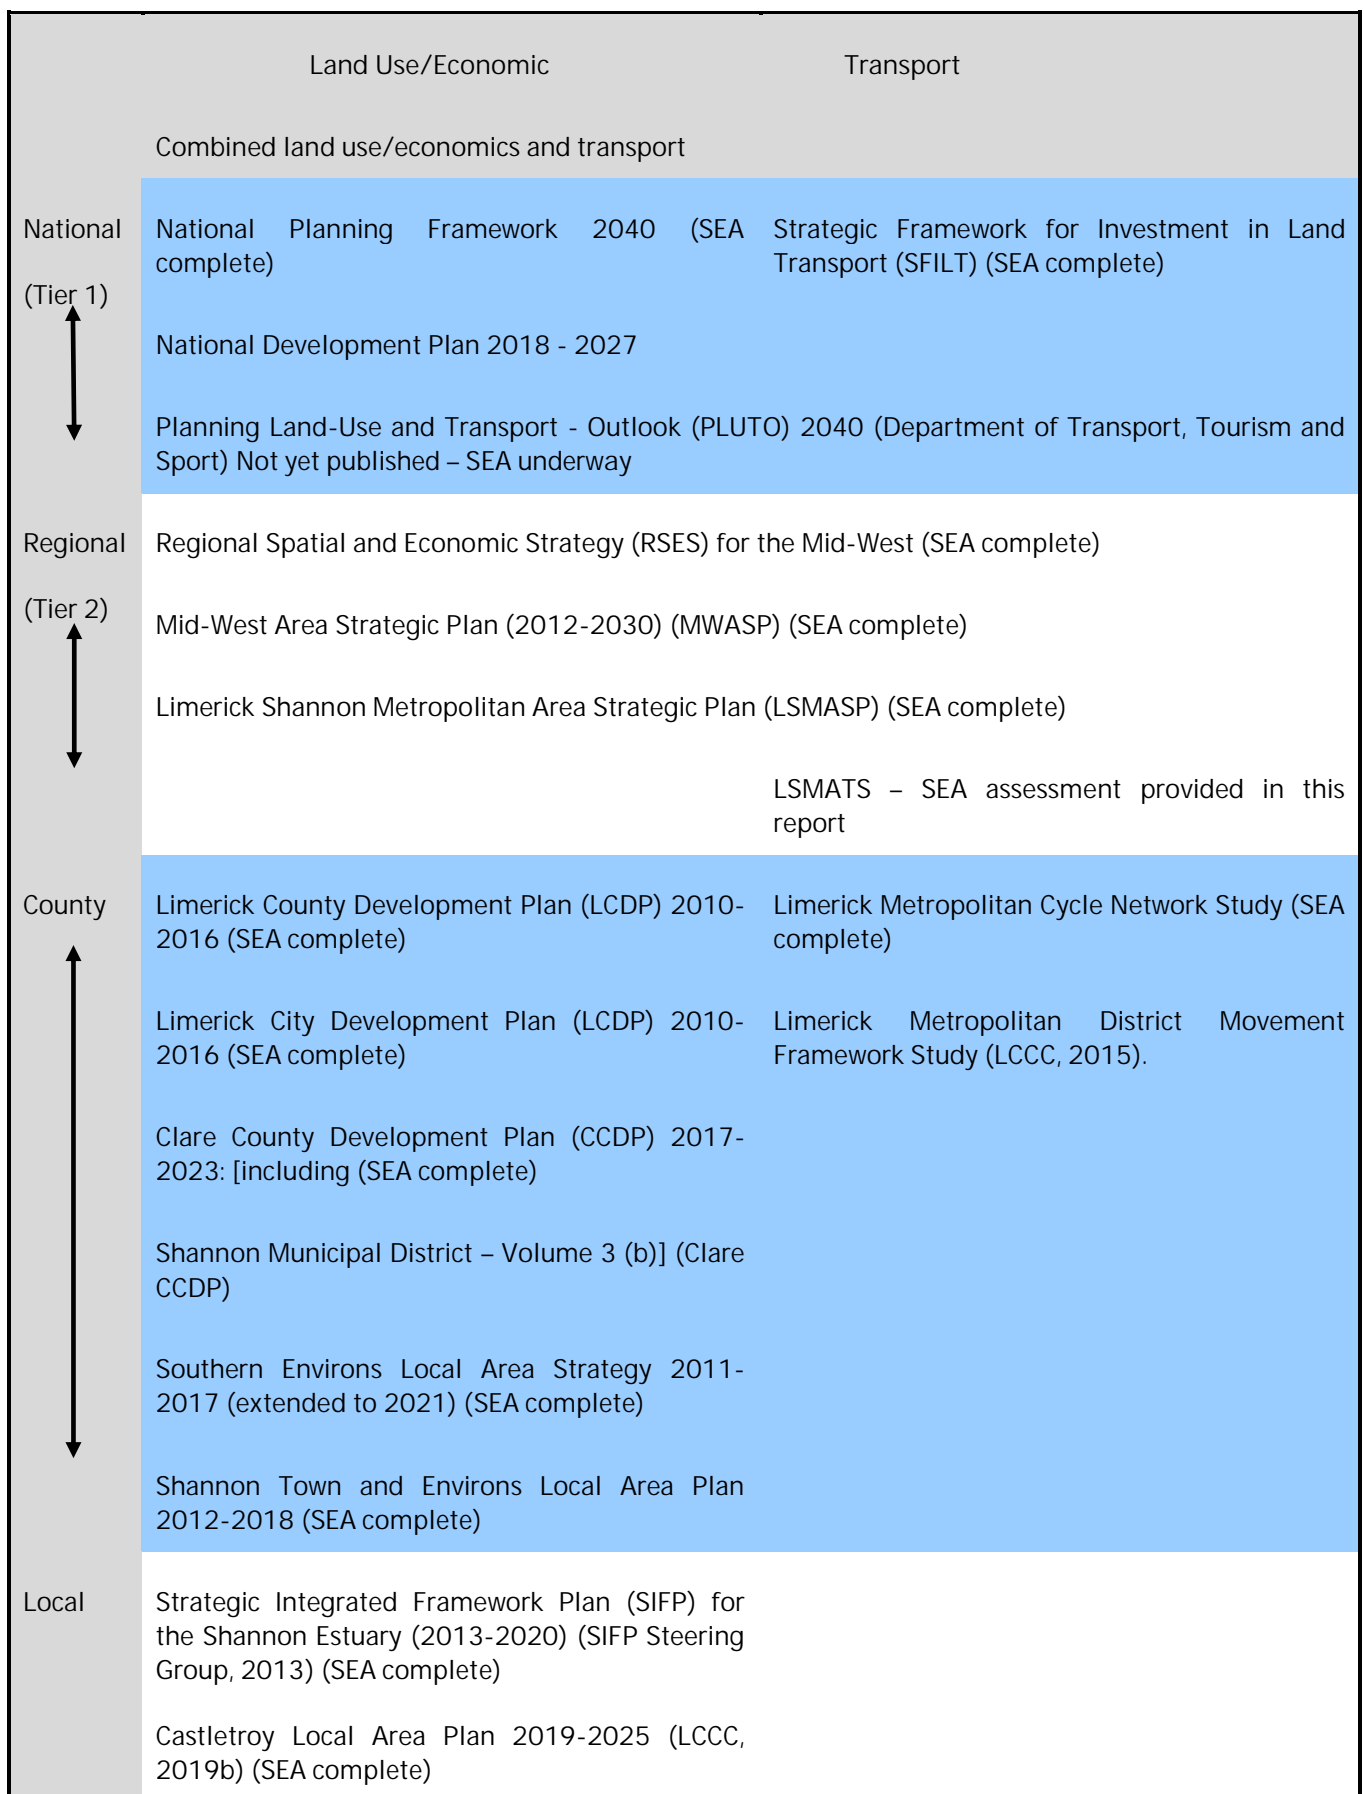 Land Use/Economic
Transport
Combined land use/economics and transport
National
(Tier 1)
National Planning Framework 2040 (SEA
complete)
Strategic Framework for Investment in Land
Transport (SFILT) (SEA complete)
National Development Plan 2018 - 2027
Planning Land-Use and Transport - Outlook (PLUTO) 2040 (Department of Transport, Tourism and
Sport) Not yet published – SEA underway
Regional
(Tier 2)
Regional Spatial and Economic Strategy (RSES) for the Mid-West (SEA complete)
Mid-West Area Strategic Plan (2012-2030) (MWASP) (SEA complete)
Limerick Shannon Metropolitan Area Strategic Plan (LSMASP) (SEA complete)
LSMATS – SEA assessment provided in this
report
County
Limerick County Development Plan (LCDP) 2010-
2016 (SEA complete)
Limerick Metropolitan Cycle Network Study (SEA
complete)
Limerick City Development Plan (LCDP) 2010-
2016 (SEA complete)
Limerick Metropolitan District Movement
Framework Study (LCCC, 2015).
Clare County Development Plan (CCDP) 2017-
2023: [including (SEA complete)
Shannon Municipal District – Volume 3 (b)] (Clare
CCDP)
Southern Environs Local Area Strategy 2011-
2017 (extended to 2021) (SEA complete)
Shannon Town and Environs Local Area Plan
2012-2018 (SEA complete)
Local
Strategic Integrated Framework Plan (SIFP) for
the Shannon Estuary (2013-2020) (SIFP Steering
Group, 2013) (SEA complete)
Castletroy Local Area Plan 2019-2025 (LCCC,
2019b) (SEA complete)